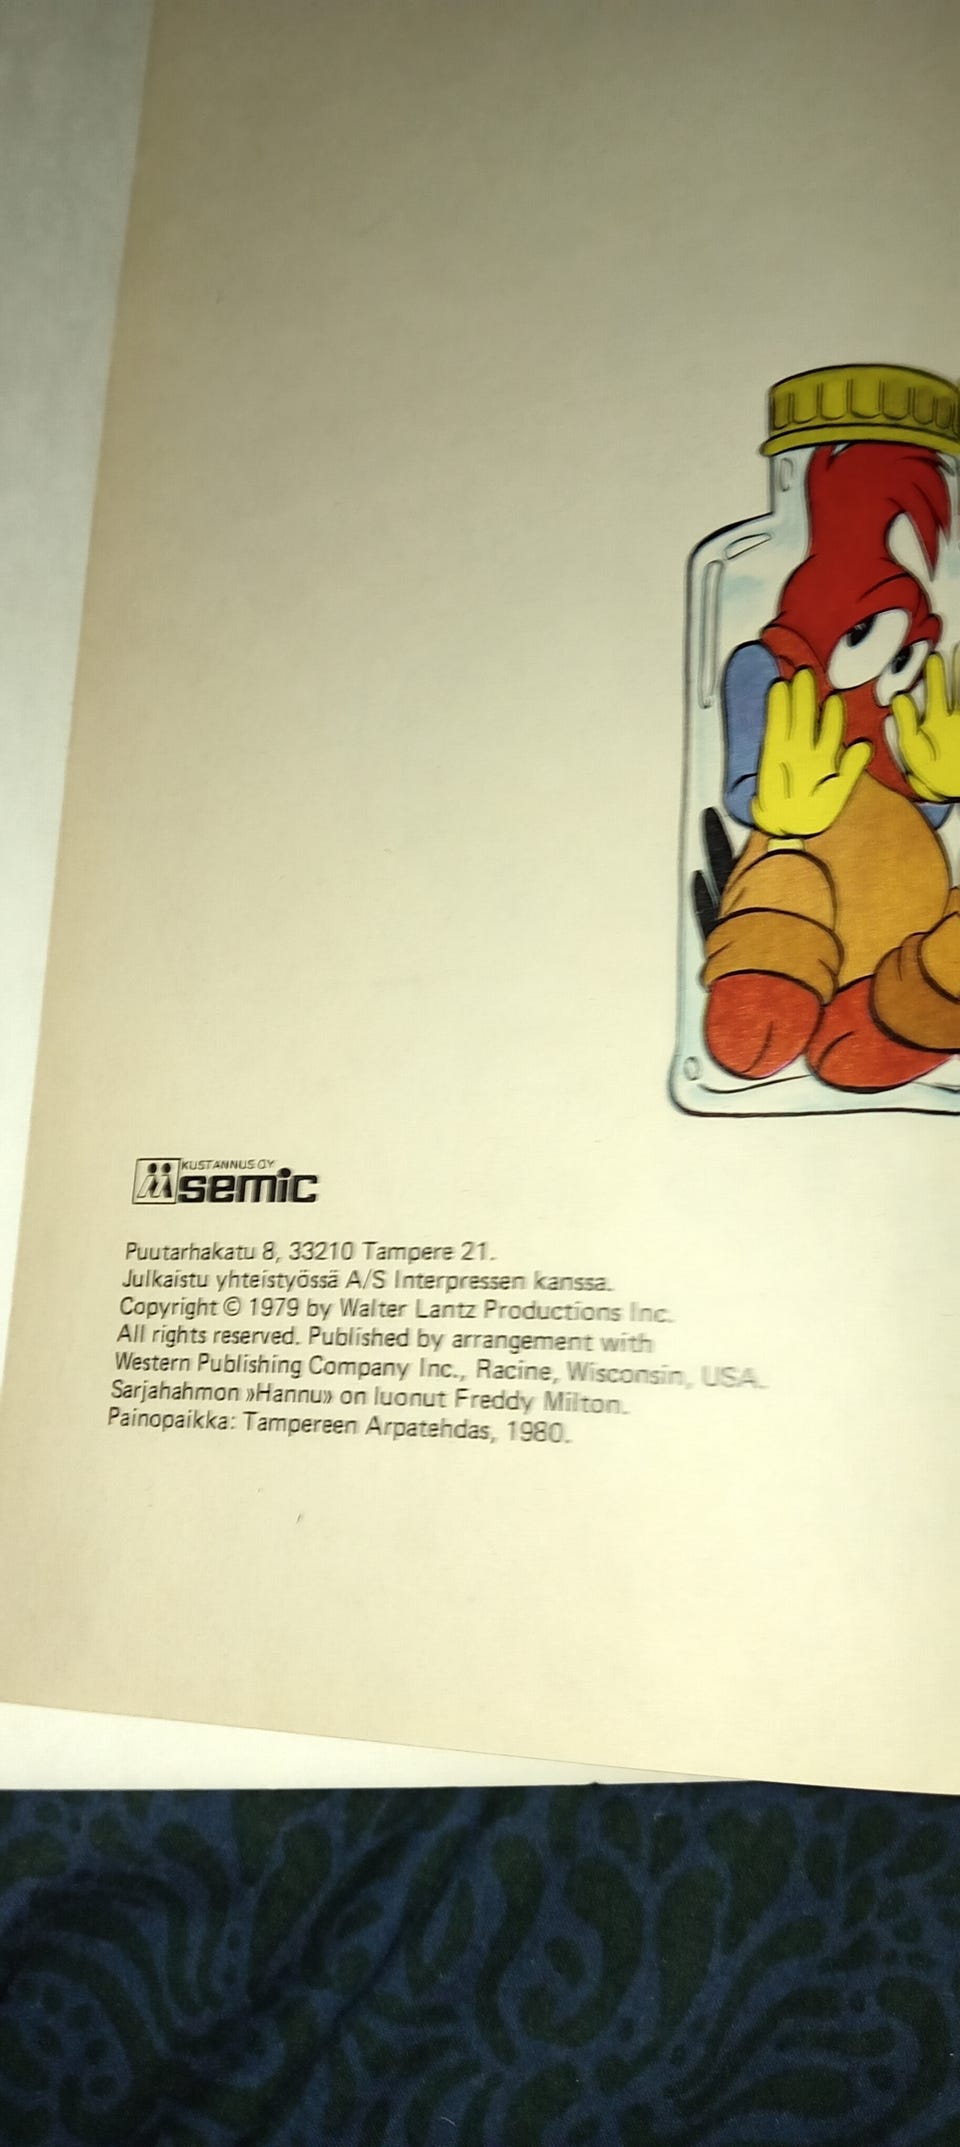 KUSTANNUS OY
semic
Puutarhakatu 8, 33210 Tampere 21.
Julkaistu yhteistyössä A/S Interpressen kanssa.
Copyright © 1979 by Walter Lantz Productions Inc.
All rights reserved. Published by arrangement with
Western Publishing Company Inc., Racine, Wisconsin, USA.
Sarjahahmon »Hannu» on luonut Freddy Milton.
Painopaikka: Tampereen Arpatehdas, 1980.